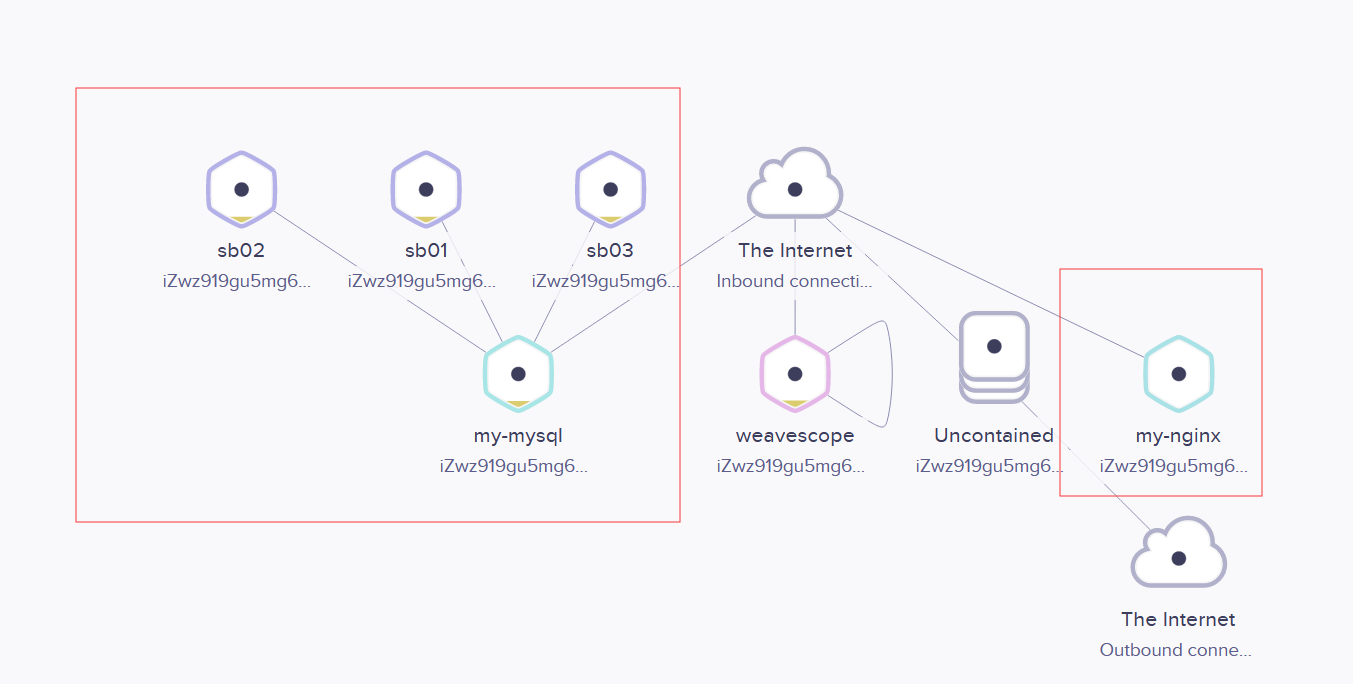 sb02
iZwz919gu5mg6...
sb01
iZwz919gu5mg6...
sb03
iZwz919gu5mg6...
The Internet
Inbound connecti...
my-mysql
iZwz919gu5mg6...
weavescope
iZwz919gu5mg6...
Uncontained
iZwz919gu5mg6...
my-nginx
iZwz919gu5mg6...
The Internet
Outbound conne...